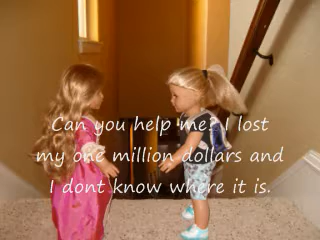 Can you help me? I lost
my one million dollars and
I dont know where it is.